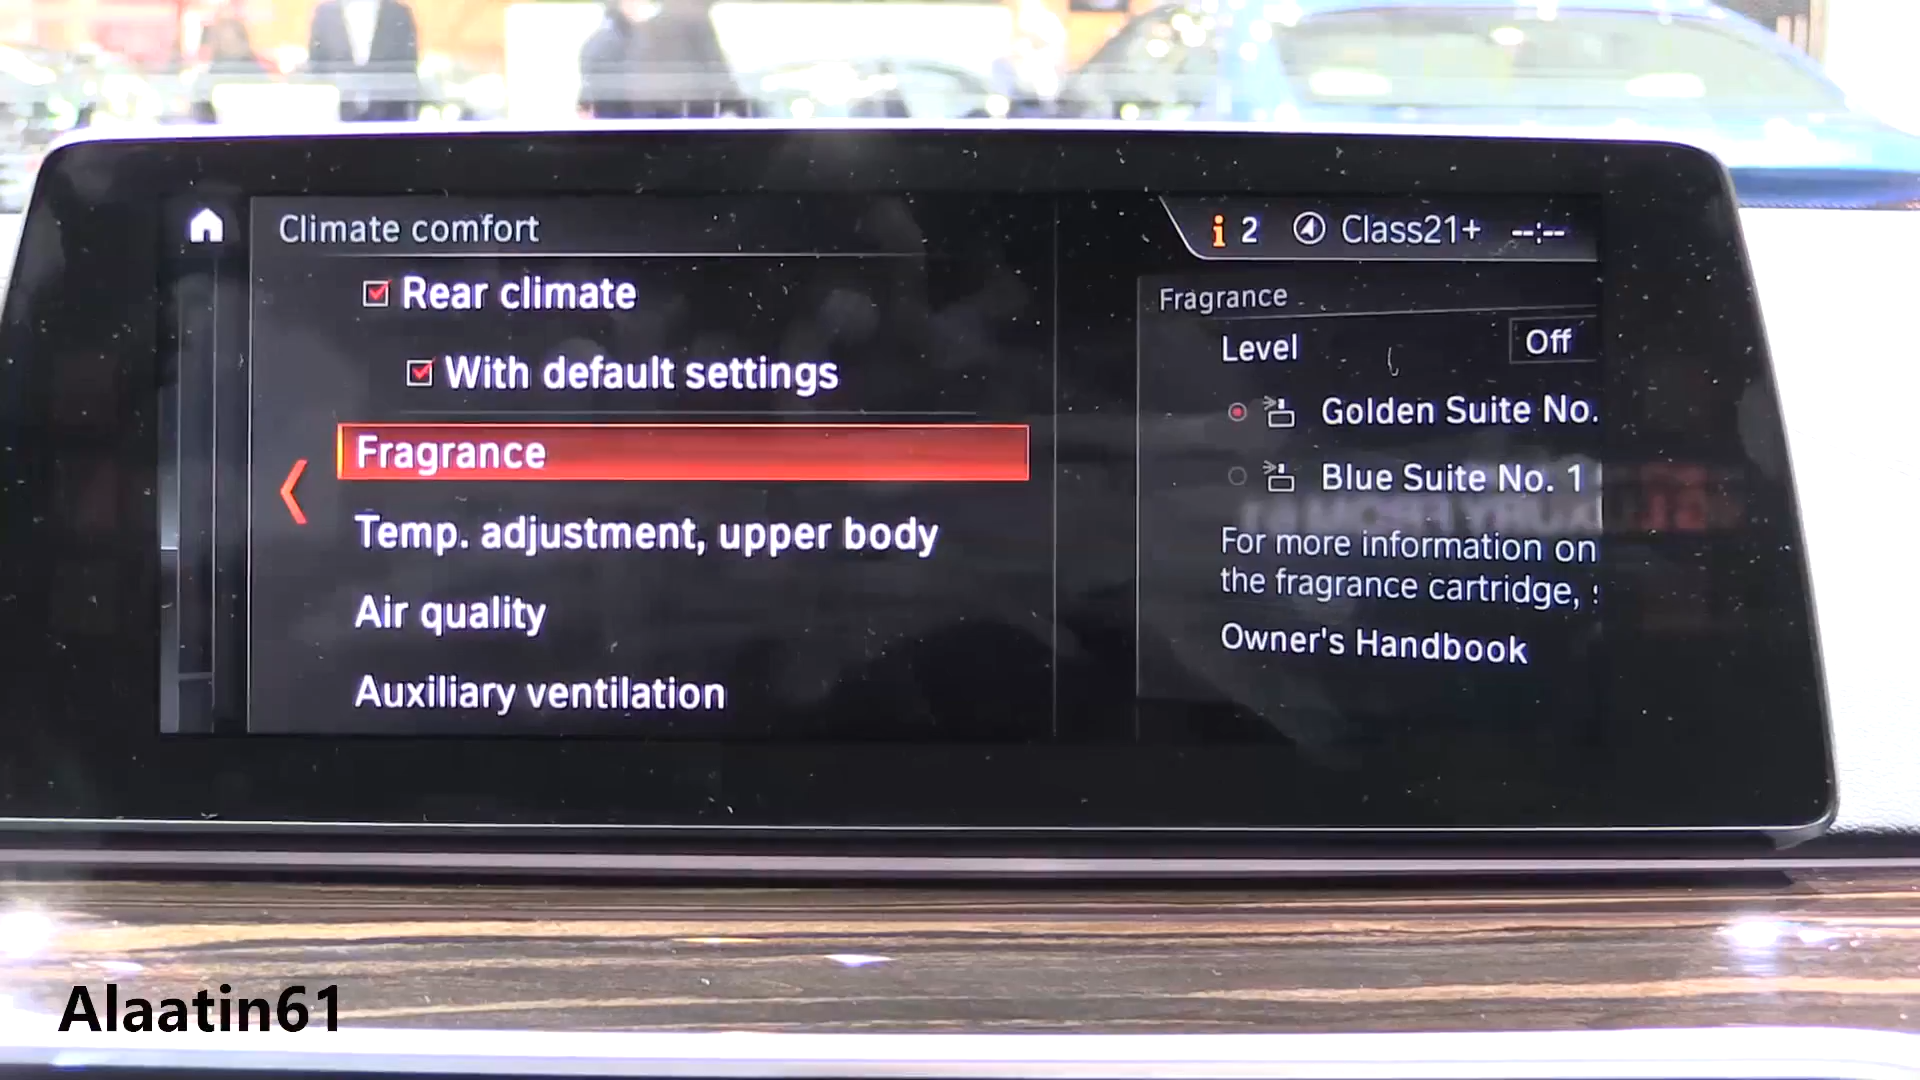 Climate comfort
Rear climate
With default settings
Fragrance
Temp. adjustment, upper body
Air quality
Auxiliary ventilation
i 2 Class21+ --:--
Fragrance
Level Off
Golden Suite No.
Blue Suite No. 1
For more information on
the fragrance cartridge,
Owner's Handbook
Alaatin61